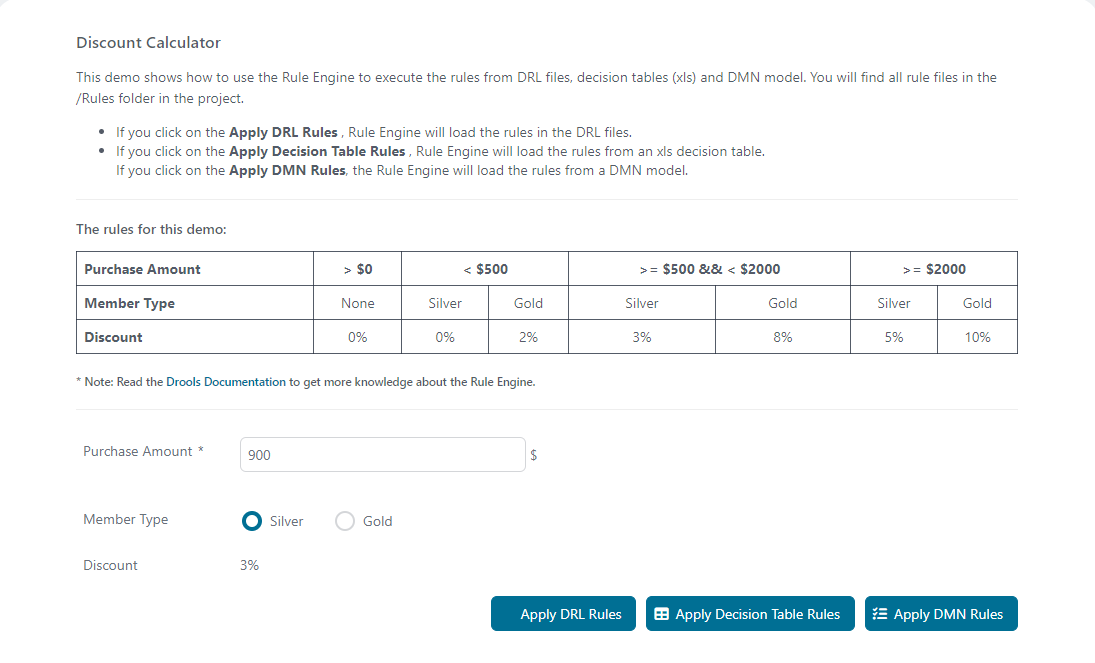 Discount Calculator
This demo shows how to use the Rule Engine to execute the rules from DRL files, decision tables (xls) and DMN model. You will find all rule files in the
/Rules folder in the project.
• If you click on the Apply DRL Rules , Rule Engine will load the rules in the DRL files.
• If you click on the Apply Decision Table Rules , Rule Engine will load the rules from an xls decision table.
If you click on the Apply DMN Rules, the Rule Engine will load the rules from a DMN model.
The rules for this demo:
Purchase Amount > $0 < $500 >= $500 && < $2000 >= $2000
Member Type None Silver Gold Silver Gold Silver Gold
Discount 0% 0% 2% 3% 8% 5% 10%
* Note: Read the Drools Documentation to get more knowledge about the Rule Engine.
Purchase Amount * 900 $
Member Type Silver Gold
Discount 3%
Apply DRL Rules Apply Decision Table Rules Apply DMN Rules